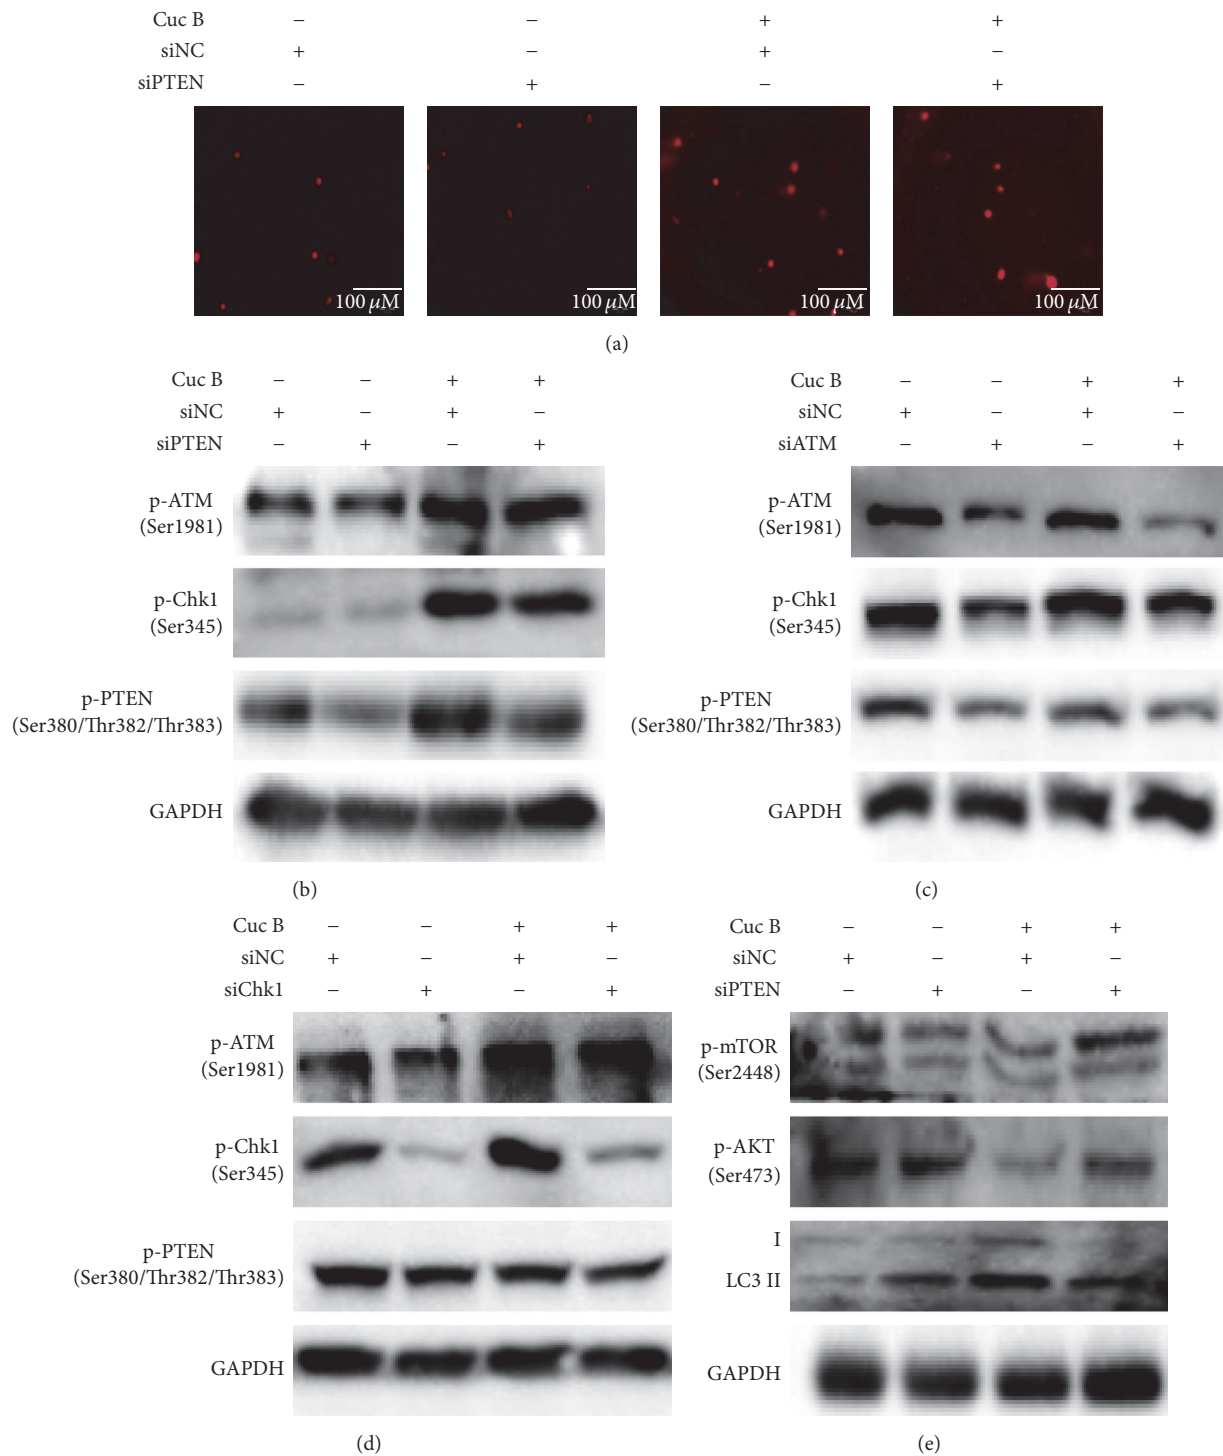 Cuc B − − + +
siNC + − + −
siPTEN − + − +
100 μM 100 μM 100 μM 100 μM
(a)
Cuc B − − + +
siNC + − + −
siPTEN − + − +
p-ATM
(Ser1981)
p-Chk1
(Ser345)
p-PTEN
(Ser380/Thr382/Thr383)
GAPDH
(b)
Cuc B − − + +
siNC + − + −
siATM − + − +
p-ATM
(Ser1981)
p-Chk1
(Ser345)
p-PTEN
(Ser380/Thr382/Thr383)
GAPDH
(c)
Cuc B − − + +
siNC + − + −
siChk1 − + − +
p-ATM
(Ser1981)
p-Chk1
(Ser345)
p-PTEN
(Ser380/Thr382/Thr383)
GAPDH
(d)
Cuc B − − + +
siNC + − + −
siPTEN − + − +
p-mTOR
(Ser2448)
p-AKT
(Ser473)
I
LC3 II
GAPDH
(e)